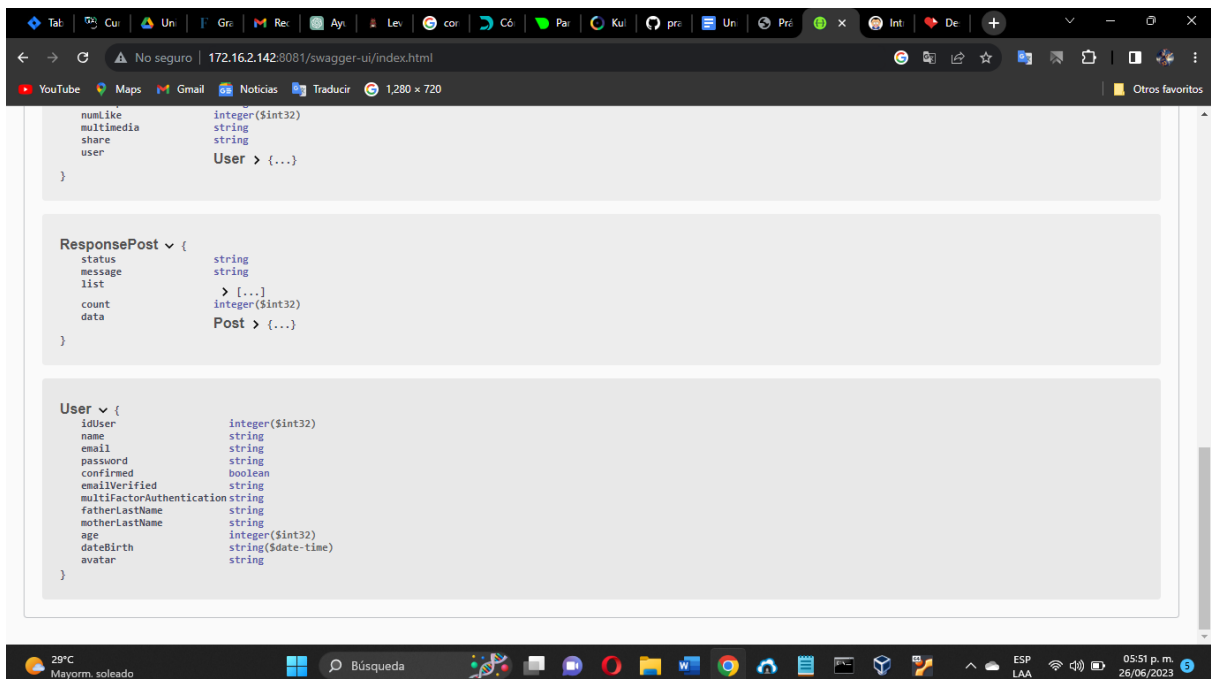 Tab
Cur
Uni
Gra
Rec
Ayu
Lev
cor
Có
Par
Kul
pra
Un
Prá
Int
De
No seguro | 172.16.2.142:8081/swagger-ui/index.html
YouTube Maps Gmail Noticias Traducir 1,280 × 720 Otros favoritos
numLike integer($int32)
multimedia string
share string
user User > {...}
}
ResponsePost {
status string
message string
list > [...]
count integer($int32)
data Post > {...}
}
User {
idUser integer($int32)
name string
email string
password string
confirmed boolean
emailVerified string
multiFactorAuthentication string
fatherLastName string
motherLastName string
age integer($int32)
dateBirth string($date-time)
avatar string
}
29°C
Mayorm. soleado
Búsqueda
ESP
LAA
05:51 p. m.
26/06/2023
5